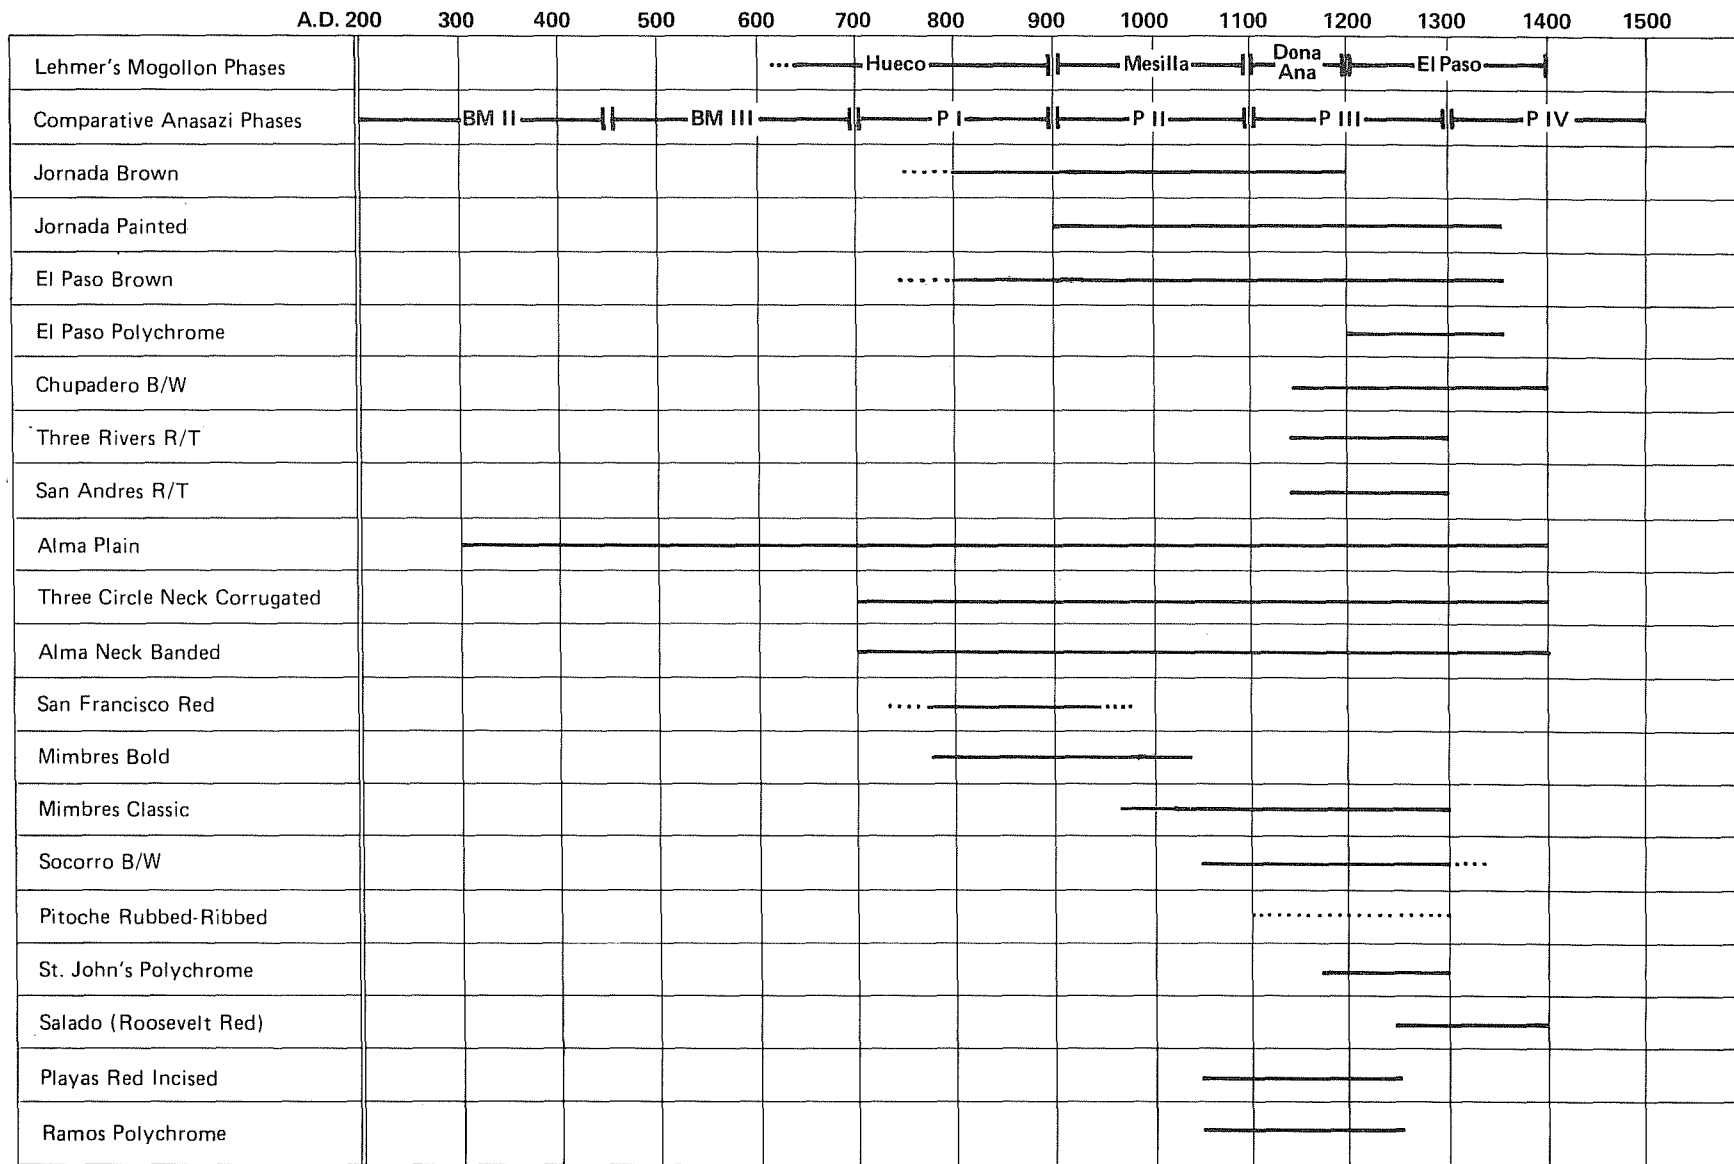 A.D. 200 300 400 500 600 700 800 900 1000 1100 1200 1300 1400 1500
Lehmer's Mogollon Phases Hueco Mesilla Dona Ana El Paso
Comparative Anasazi Phases BM II BM III P I P II P III P IV
Jornada Brown
Jornada Painted
El Paso Brown
El Paso Polychrome
Chupadero B/W
Three Rivers R/T
San Andres R/T
Alma Plain
Three Circle Neck Corrugated
Alma Neck Banded
San Francisco Red
Mimbres Bold
Mimbres Classic
Socorro B/W
Pitoche Rubbed-Ribbed
St. John's Polychrome
Salado (Roosevelt Red)
Playas Red Incised
Ramos Polychrome